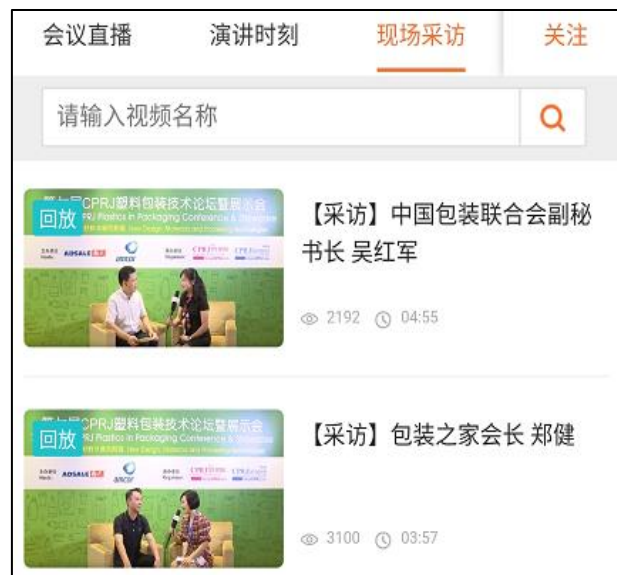 会议直播 演讲时刻 现场采访 关注
请输入视频名称
回放
CPRJ塑料包装技术论坛暨展示会
ADSALE
【采访】中国包装联合会副秘
书长 吴红军
2192 04:55
回放
CPRJ塑料包装技术论坛暨展示会
ADSALE
【采访】包装之家会长 郑健
3100 03:57